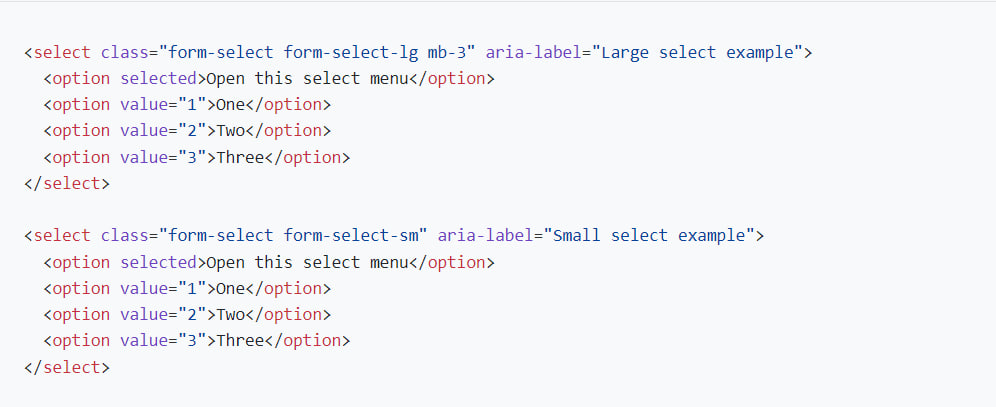 <select class="form-select form-select-lg mb-3" aria-label="Large select example">
  <option selected>Open this select menu</option>
  <option value="1">One</option>
  <option value="2">Two</option>
  <option value="3">Three</option>
</select>

<select class="form-select form-select-sm" aria-label="Small select example">
  <option selected>Open this select menu</option>
  <option value="1">One</option>
  <option value="2">Two</option>
  <option value="3">Three</option>
</select>